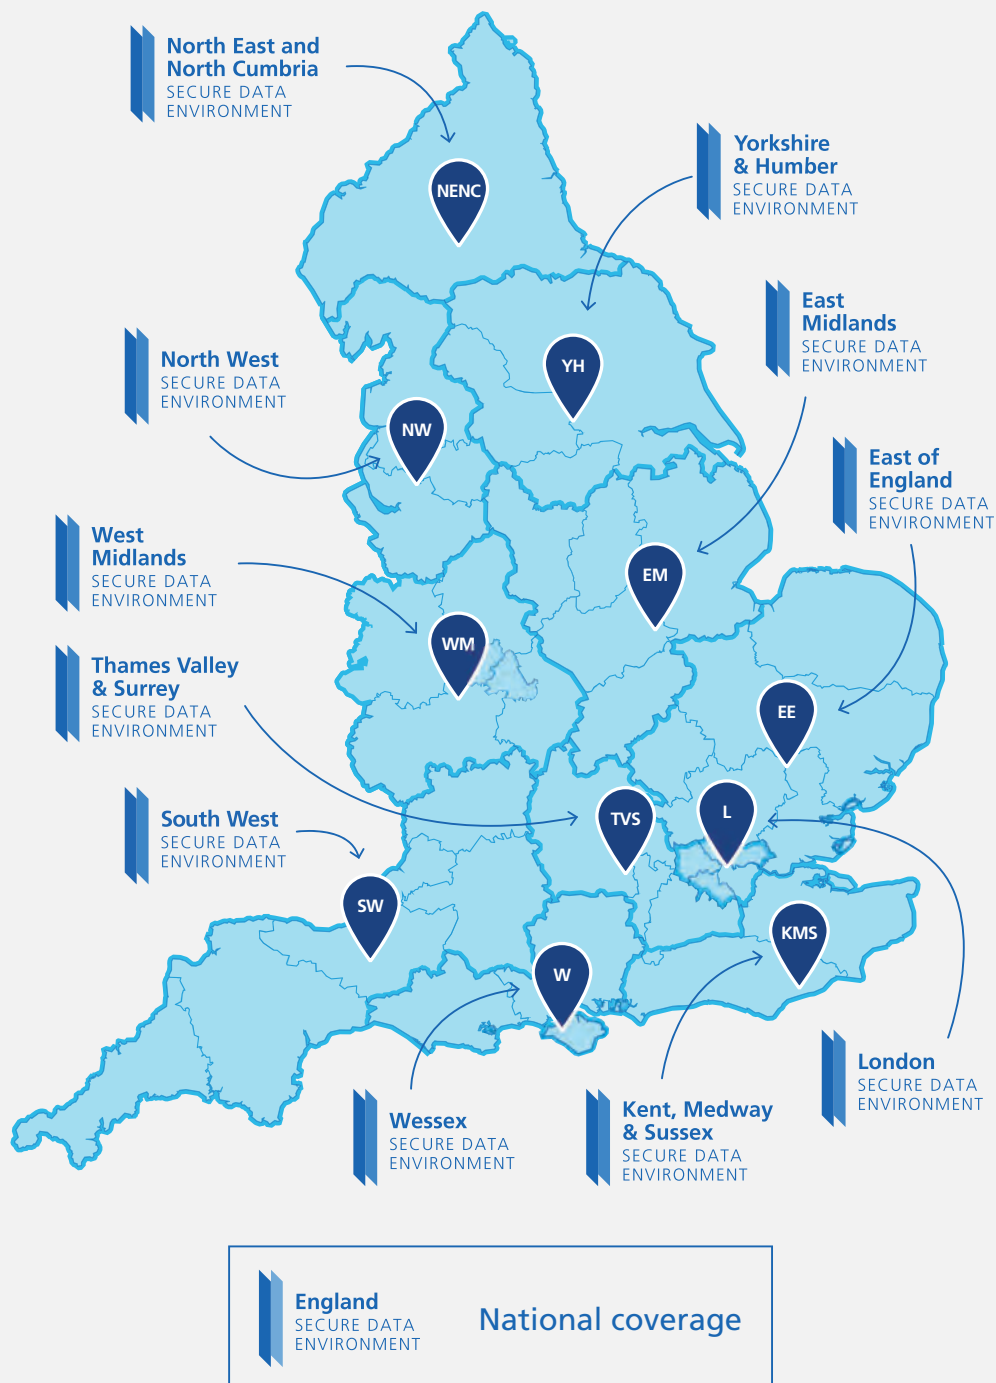 North East and
North Cumbria
SECURE DATA
ENVIRONMENT
NENC
Yorkshire
& Humber
SECURE DATA
ENVIRONMENT
East
Midlands
SECURE DATA
ENVIRONMENT
North West
SECURE DATA
ENVIRONMENT
YH
NW
East of
England
SECURE DATA
ENVIRONMENT
West
Midlands
SECURE DATA
ENVIRONMENT
EM
WM
Thames Valley
& Surrey
SECURE DATA
ENVIRONMENT
EE
South West
SECURE DATA
ENVIRONMENT
TVS
L
SW
KMS
W
London
SECURE DATA
ENVIRONMENT
Wessex
SECURE DATA
ENVIRONMENT
Kent, Medway
& Sussex
SECURE DATA
ENVIRONMENT
England
SECURE DATA
ENVIRONMENT
National coverage